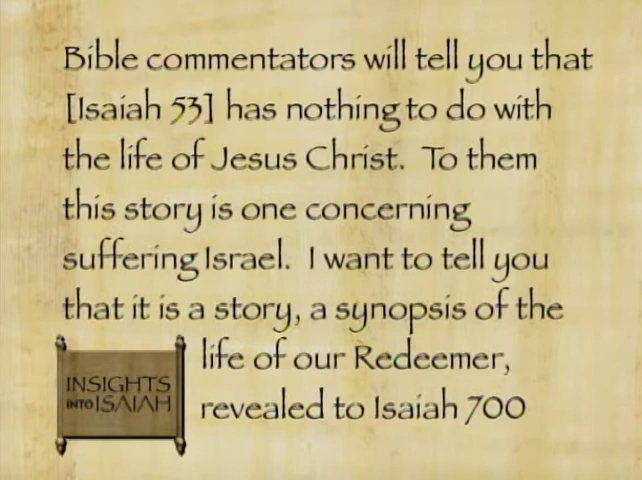 Bible commentators will tell you that
[Isaiah 53] has nothing to do with
the life of Jesus Christ. To them
this story is one concerning
suffering Israel. I want to tell you
that it is a story, a synopsis of the
life of our Redeemer,
revealed to Isaiah 700
INSIGHTS
INTO ISAIAH